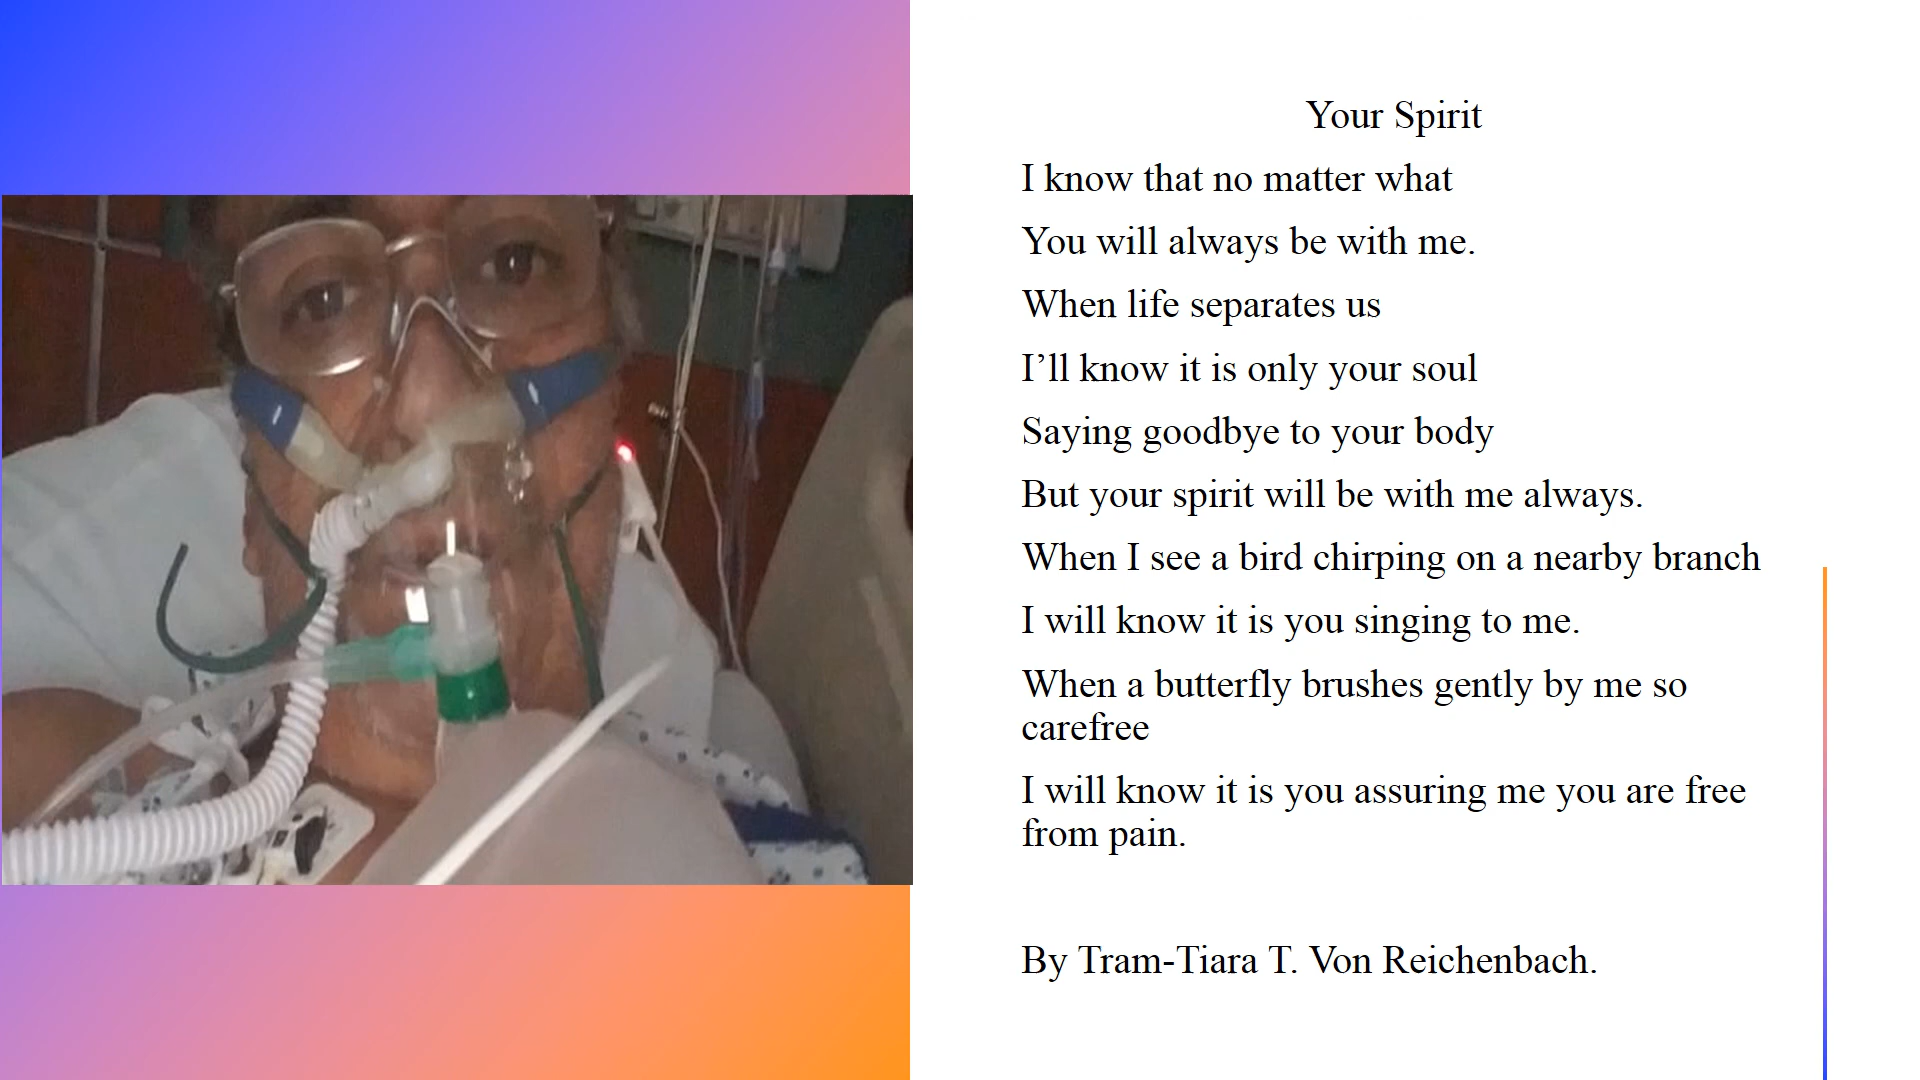 Your Spirit
I know that no matter what
You will always be with me.
When life separates us
I’ll know it is only your soul
Saying goodbye to your body
But your spirit will be with me always.
When I see a bird chirping on a nearby branch
I will know it is you singing to me.
When a butterfly brushes gently by me so
carefree
I will know it is you assuring me you are free
from pain.
By Tram-Tiara T. Von Reichenbach.